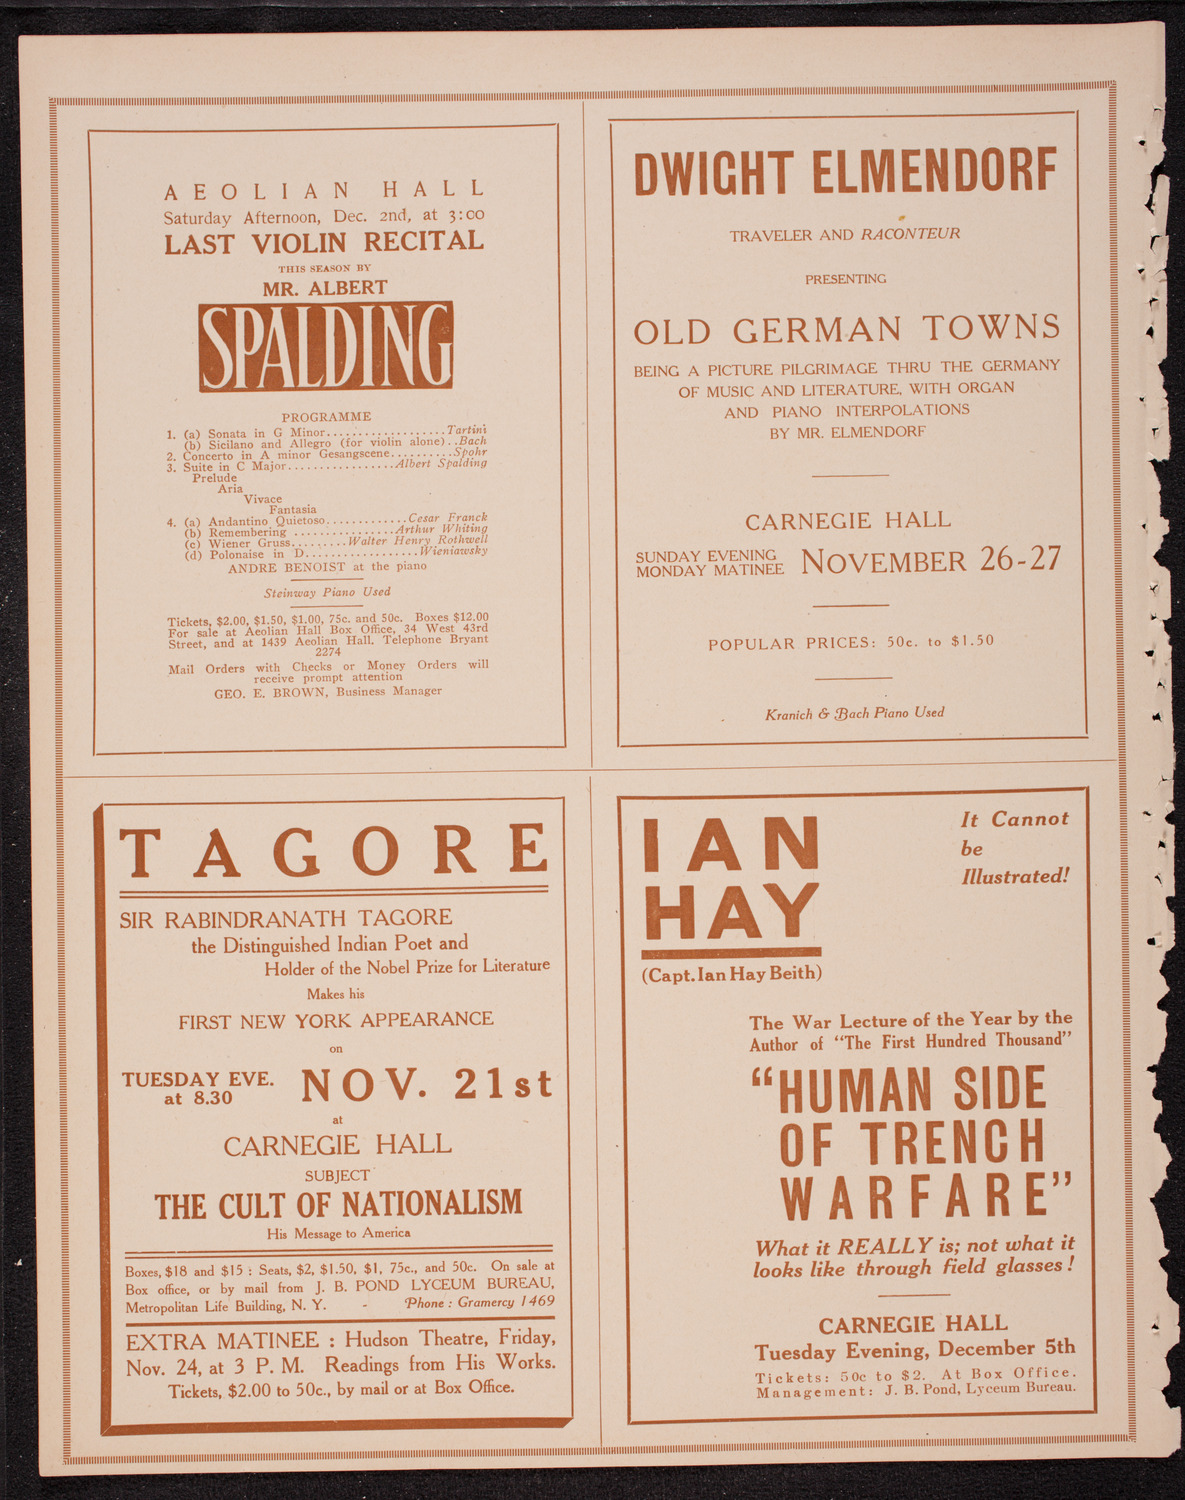 AEOLIAN HALL
Saturday Afternoon, Dec. 2nd, at 3:00
LAST VIOLIN RECITAL
THIS SEASON BY
MR. ALBERT
SPALDING
PROGRAMME
1. (a) Sonata in G Minor..................Tartini
(b) Sicilano and Allegro (for violin alone)..Bach
2. Concerto in A minor Gesangscene..........Spohr
3. Suite in C Major................Albert Spalding
Prelude
Aria
Vivace
Fantasia
4. (a) Andantino Quietoso............Cesar Franck
(b) Remembering ...............Arthur Whiting
(c) Wiener Gruss.........Walter Henry Rothwell
(d) Polonaise in D.................Wieniawsky
ANDRE BENOIST at the piano
Steinway Piano Used
Tickets, $2.00, $1.50, $1.00, 75c. and 50c. Boxes $12.00
For sale at Aeolian Hall Box Office, 34 West 43rd
Street, and at 1439 Aeolian Hall. Telephone Bryant
2274
Mail Orders with Checks or Money Orders will
receive prompt attention
GEO. E. BROWN, Business Manager
DWIGHT ELMENDORF
TRAVELER AND RACONTEUR
PRESENTING
OLD GERMAN TOWNS
BEING A PICTURE PILGRIMAGE THRU THE GERMANY
OF MUSIC AND LITERATURE, WITH ORGAN
AND PIANO INTERPOLATIONS
BY MR. ELMENDORF
CARNEGIE HALL
SUNDAY EVENING
MONDAY MATINEE NOVEMBER 26-27
POPULAR PRICES: 50c. to $1.50
Kranich & Bach Piano Used
TAGORE
SIR RABINDRANATH TAGORE
the Distinguished Indian Poet and
Holder of the Nobel Prize for Literature
Makes his
FIRST NEW YORK APPEARANCE
on
TUESDAY EVE.
at 8.30 NOV. 21st
at
CARNEGIE HALL
SUBJECT
THE CULT OF NATIONALISM
His Message to America
Boxes, $18 and $15 : Seats, $2, $1.50, $1, 75c., and 50c. On sale at
Box office, or by mail from J. B. POND LYCEUM BUREAU,
Metropolitan Life Building, N. Y. - Phone : Gramercy 1469
EXTRA MATINEE : Hudson Theatre, Friday,
Nov. 24, at 3 P. M. Readings from His Works.
Tickets, $2.00 to 50c., by mail or at Box Office.
IAN
HAY
(Capt. Ian Hay Beith)
It Cannot
be
Illustrated!
The War Lecture of the Year by the
Author of "The First Hundred Thousand"
"HUMAN SIDE
OF TRENCH
WARFARE"
What it REALLY is; not what it
looks like through field glasses!
CARNEGIE HALL
Tuesday Evening, December 5th
Tickets: 50c to $2. At Box Office.
Management: J. B. Pond, Lyceum Bureau.